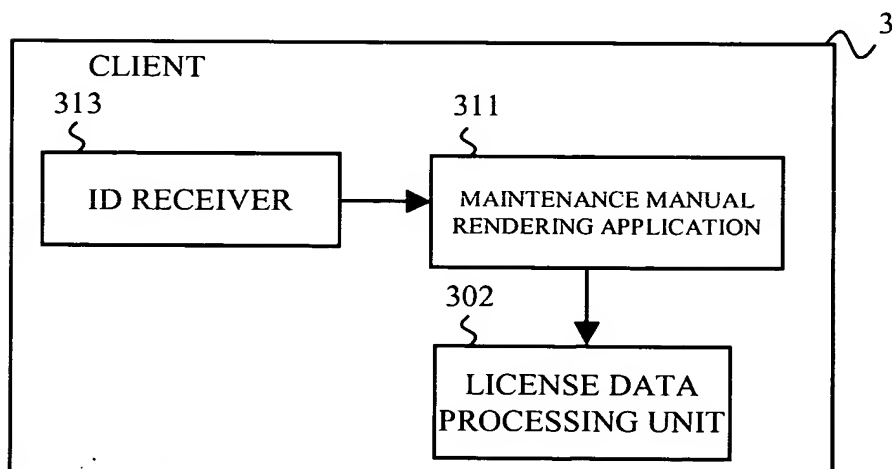 3
CLIENT
313
311
ID RECEIVER
MAINTENANCE MANUAL
RENDERING APPLICATION
302
LICENSE DATA
PROCESSING UNIT